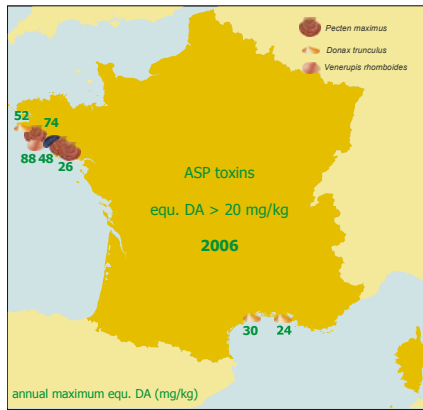 Pecten maximus
Donax trunculus
Venerupis rhomboides
52
74
88 48
26
ASP toxins
equ. DA > 20 mg/kg
2006
30
24
annual maximum equ. DA (mg/kg)